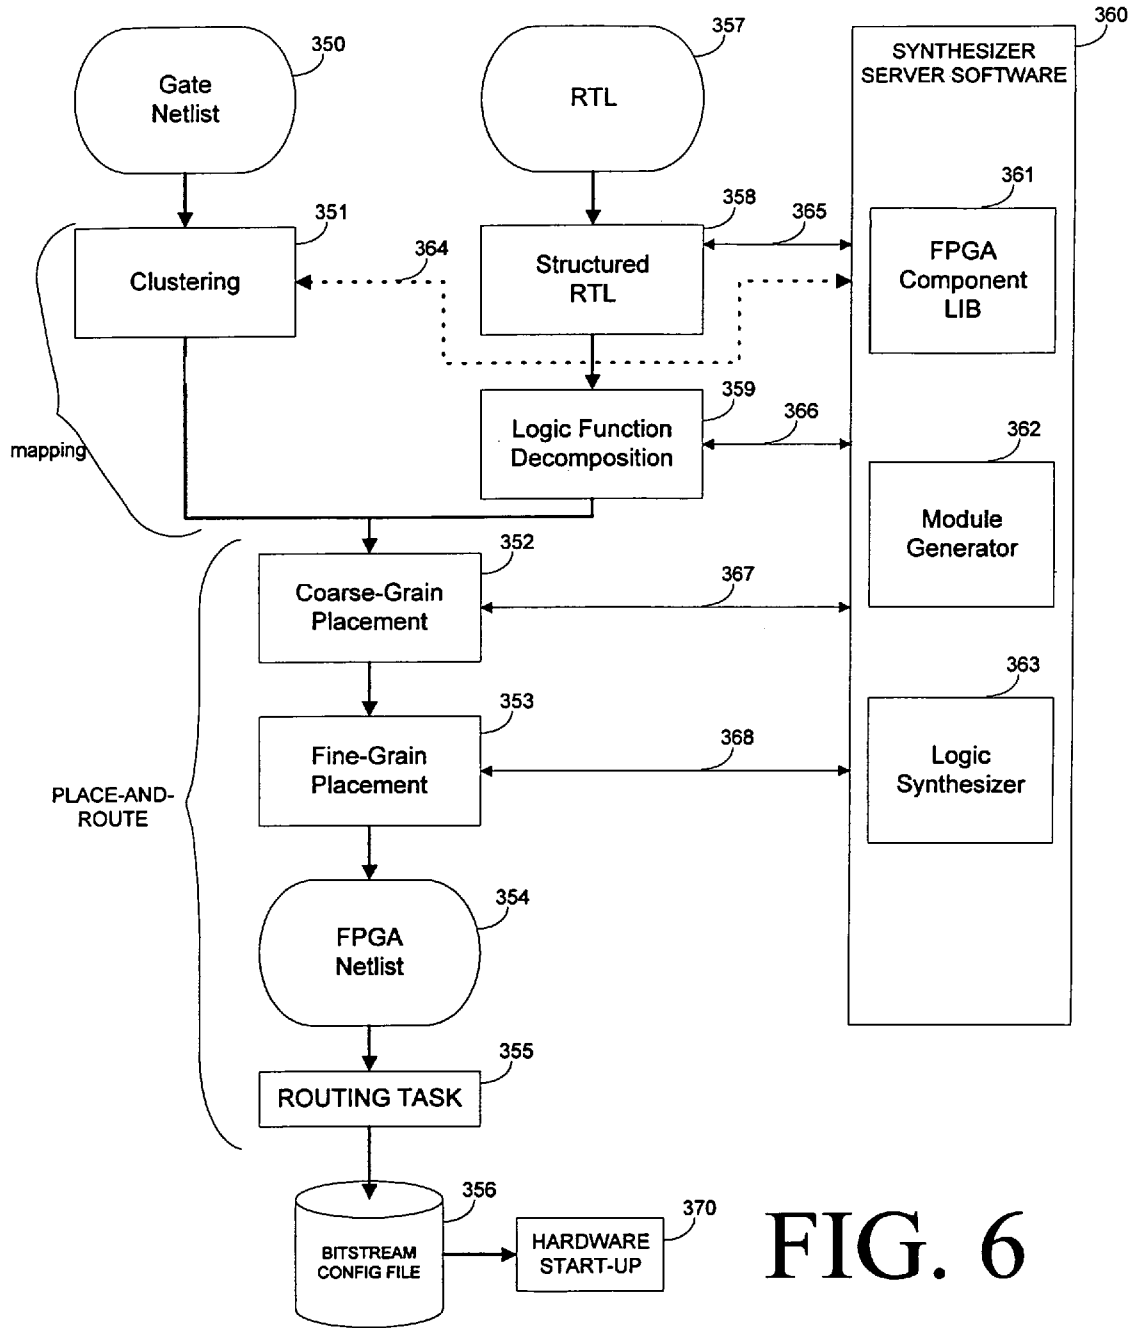 350
Gate
Netlist
357
RTL
360
SYNTHESIZER
SERVER SOFTWARE
351
Clustering
364
358
Structured
RTL
365
361
FPGA
Component
LIB
mapping
359
Logic Function
Decomposition
366
362
Module
Generator
352
Coarse-Grain
Placement
367
353
Fine-Grain
Placement
368
363
Logic
Synthesizer
PLACE-AND-
ROUTE
354
FPGA
Netlist
355
ROUTING TASK
356
BITSTREAM
CONFIG FILE
370
HARDWARE
START-UP
FIG. 6